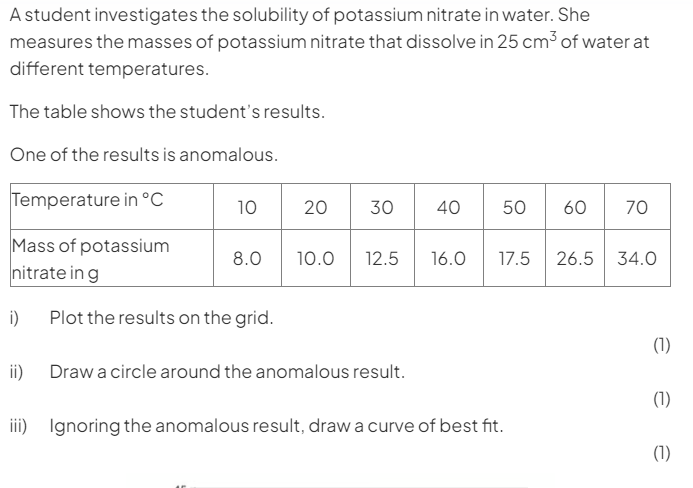 A student investigates the solubility of potassium nitrate in water. She
measures the masses of potassium nitrate that dissolve in 25 cm³ of water at
different temperatures.
The table shows the student's results.
One of the results is anomalous.
Temperature in °C 10 20 30 40 50 60 70
Mass of potassium
nitrate in g 8.0 10.0 12.5 16.0 17.5 26.5 34.0
i) Plot the results on the grid.
(1)
ii) Draw a circle around the anomalous result.
(1)
iii) Ignoring the anomalous result, draw a curve of best fit.
(1)